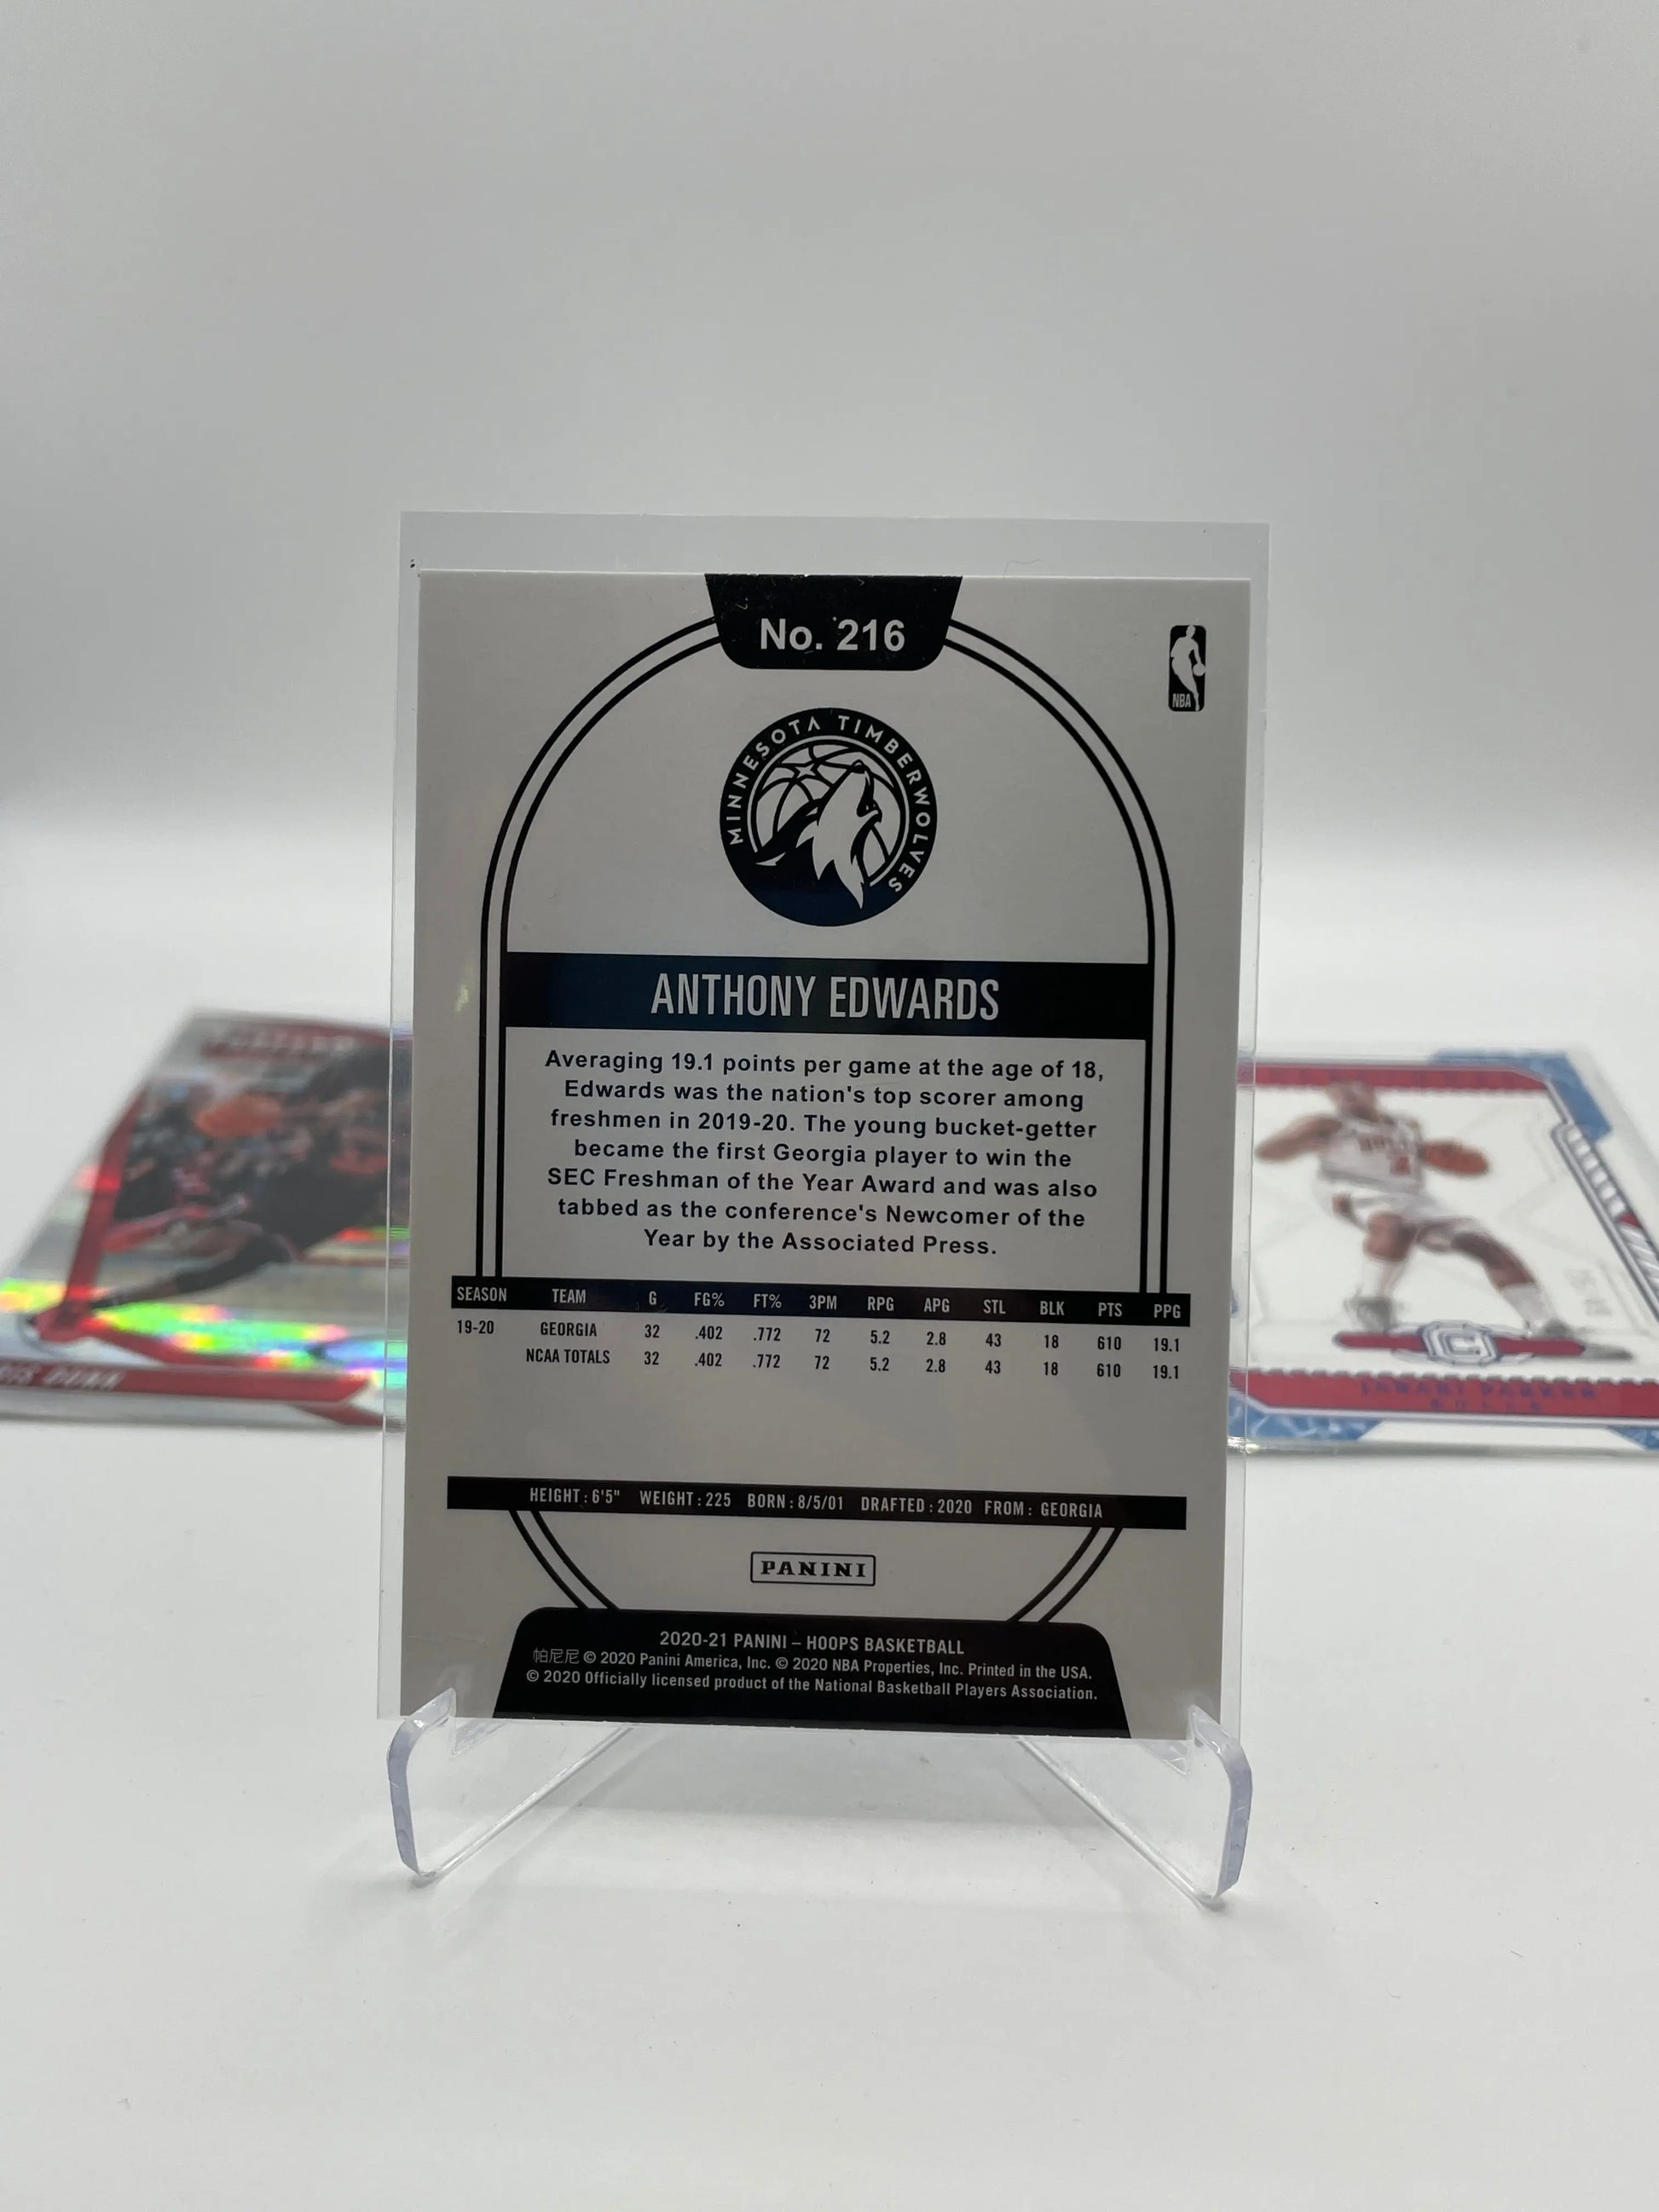 No. 216
NBA
MINNESOTA TIMBERWOLVES
ANTHONY EDWARDS
Averaging 19.1 points per game at the age of 18,
Edwards was the nation's top scorer among
freshmen in 2019-20. The young bucket-getter
became the first Georgia player to win the
SEC Freshman of the Year Award and was also
tabbed as the conference's Newcomer of the
Year by the Associated Press.
SEASON TEAM G FG% FT% 3PM RPG APG STL BLK PTS PPG
19-20 GEORGIA 32 .402 .772 72 5.2 2.8 43 18 610 19.1
NCAA TOTALS 32 .402 .772 72 5.2 2.8 43 18 610 19.1
HEIGHT: 6'5" WEIGHT: 225 BORN: 8/5/01 DRAFTED: 2020 FROM: GEORGIA
PANINI
2020-21 PANINI – HOOPS BASKETBALL
帕尼尼 © 2020 Panini America, Inc. © 2020 NBA Properties, Inc. Printed in the USA.
© 2020 Officially licensed product of the National Basketball Players Association.
DUNN
JABARI PARKER
BULLS